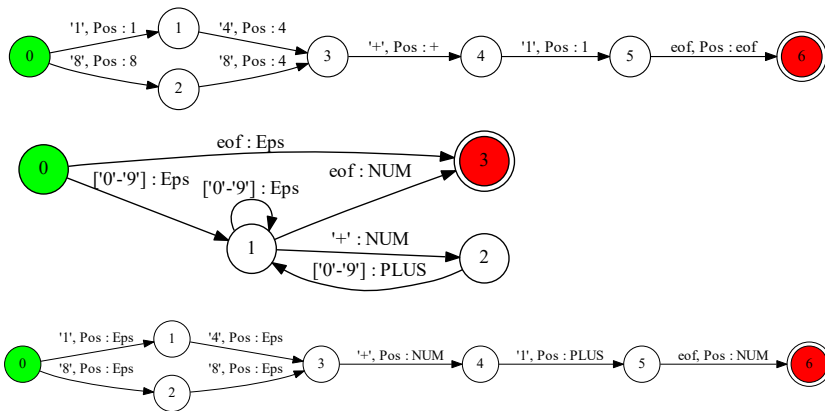 '1', Pos : 1
'4', Pos : 4
0
1
'8', Pos : 8
2
'8', Pos : 4
3
'+', Pos : +
4
'1', Pos : 1
5
eof, Pos : eof
6
0
eof : Eps
['0'-'9'] : Eps
['0'-'9'] : Eps
1
eof : NUM
3
'+' : NUM
['0'-'9'] : PLUS
2
'1', Pos : Eps
'4', Pos : Eps
0
1
'8', Pos : Eps
2
'8', Pos : Eps
3
'+', Pos : NUM
4
'1', Pos : PLUS
5
eof, Pos : NUM
6